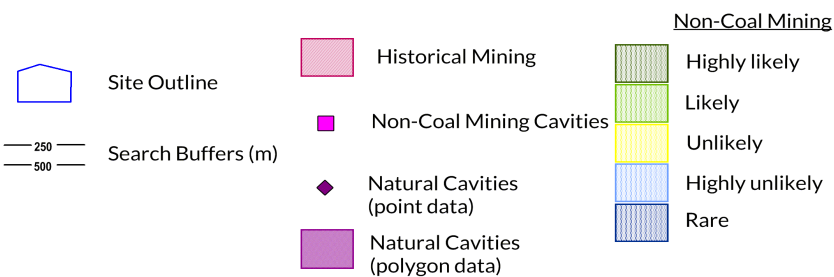 Site Outline
250
500
Search Buffers (m)
Historical Mining
Non-Coal Mining Cavities
Natural Cavities
(point data)
Natural Cavities
(polygon data)
Non-Coal Mining
Highly likely
Likely
Unlikely
Highly unlikely
Rare